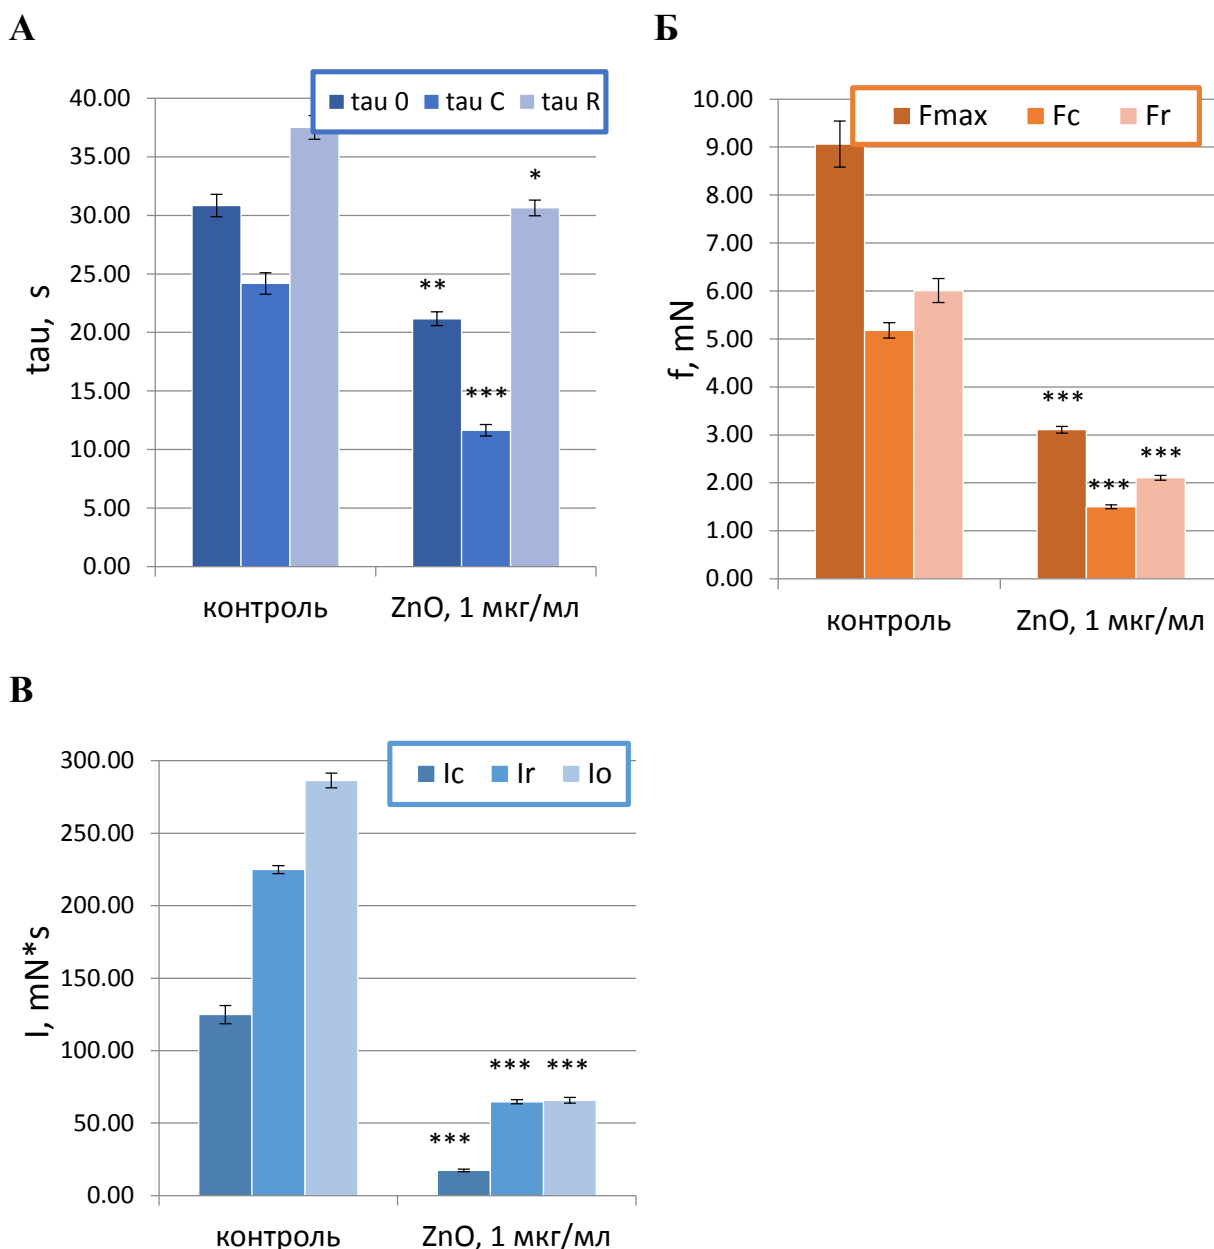 А
tau 0 tau C tau R
40.00
35.00
30.00
25.00
20.00
15.00
10.00
5.00
0.00
tau, s
*
**
***
контроль ZnO, 1 мкг/мл
Б
Fmax Fc Fr
10.00
9.00
8.00
7.00
6.00
5.00
4.00
3.00
2.00
1.00
0.00
f, mN
***
***
***
контроль ZnO, 1 мкг/мл
В
Ic Ir Io
300.00
250.00
200.00
150.00
100.00
50.00
0.00
I, mN*s
*** ***
***
контроль ZnO, 1 мкг/мл